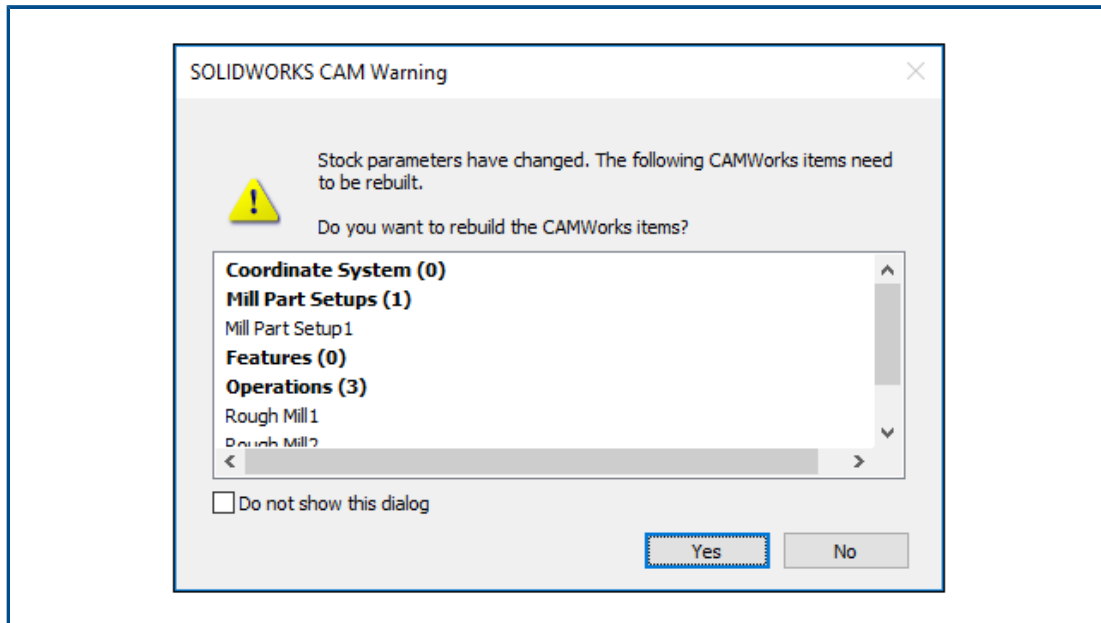 SOLIDWORKS CAM Warning
Stock parameters have changed. The following CAMWorks items need
to be rebuilt.
Do you want to rebuild the CAMWorks items?
Coordinate System (0)
Mill Part Setups (1)
Mill Part Setup1
Features (0)
Operations (3)
Rough Mill1
Rough Mill2
Do not show this dialog
Yes
No